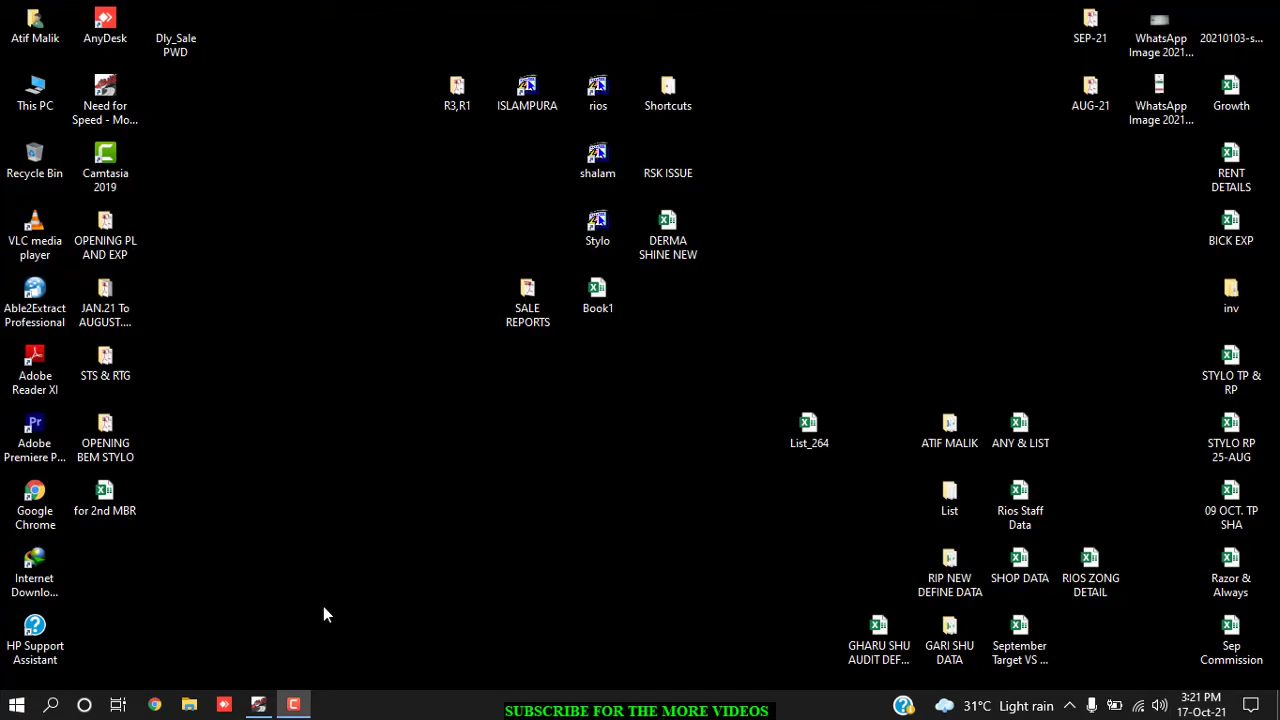 Atif Malik
AnyDesk
Dly_Sale
PWD
SEP-21
WhatsApp
Image 2021...
20210103-s...
This PC
Need for
Speed - Mo...
R3,R1
ISLAMPURA
rios
Shortcuts
AUG-21
WhatsApp
Image 2021...
Growth
Recycle Bin
Camtasia
2019
shalam
RSK ISSUE
RENT
DETAILS
VLC media
player
OPENING PL
AND EXP
Stylo
DERMA
SHINE NEW
BICK EXP
Able2Extract
Professional
JAN.21 To
AUGUST....
SALE
REPORTS
Book1
inv
Adobe
Reader XI
STS & RTG
STYLO TP &
RP
Adobe
Premiere P...
OPENING
BEM STYLO
List_264
ATIF MALIK
ANY & LIST
STYLO RP
25-AUG
Google
Chrome
for 2nd MBR
List
Rios Staff
Data
09 OCT. TP
SHA
Internet
Downlo...
RIP NEW
DEFINE DATA
SHOP DATA
RIOS ZONG
DETAIL
Razor &
Always
HP Support
Assistant
GHARU SHU
AUDIT DEF...
GARI SHU
DATA
September
Target VS ...
Sep
Commission
SUBSCRIBE FOR THE MORE VIDEOS
31°C Light rain
3:21 PM
17-Oct-21